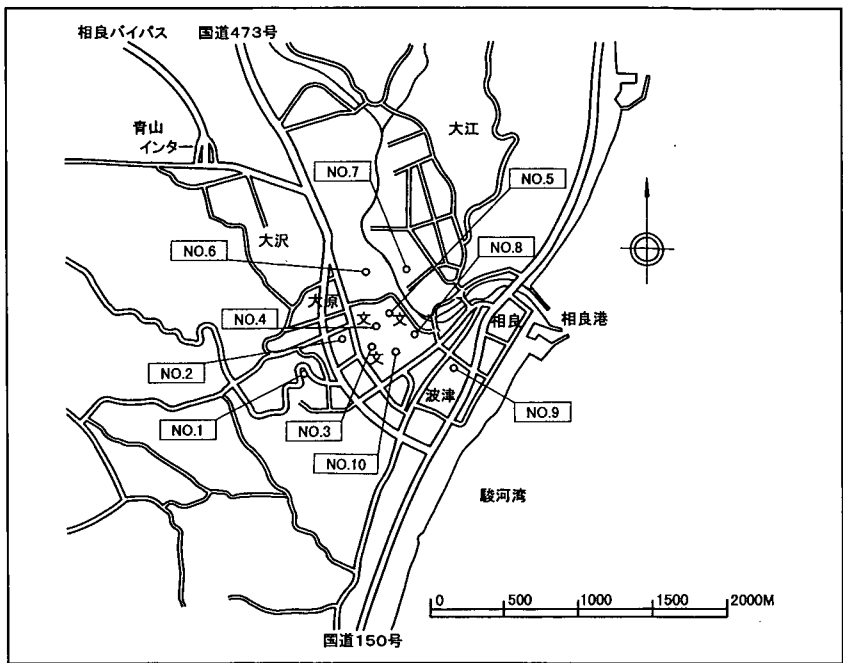 相良バイパス
国道473号
青山
インター
大江
NO.7
NO.5
大沢
NO.6
NO.8
大原
NO.4
文
文
相良
相良港
文
NO.2
波津
NO.1
NO.3
NO.9
NO.10
駿河湾
0 500 1000 1500 2000M
国道150号